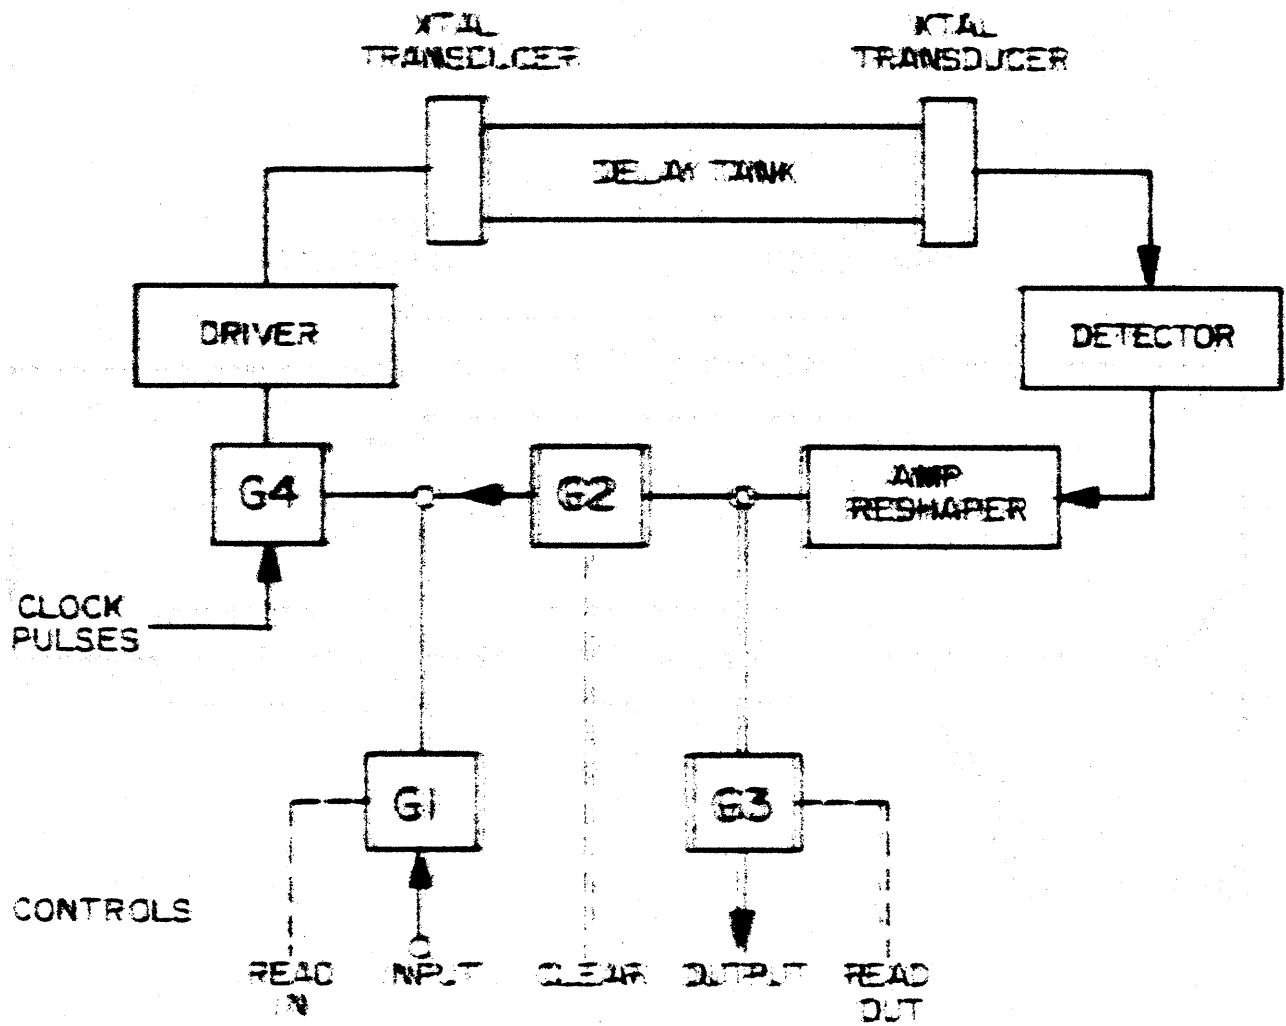 XTAL
TRANSDUCER
XTAL
TRANSDUCER
DELAY TANK
DRIVER
DETECTOR
G4
G2
AMP
RESHAPER
CLOCK
PULSES
G1
G3
CONTROLS
READ
IN
INPUT
CLEAR
OUTPUT
READ
OUT